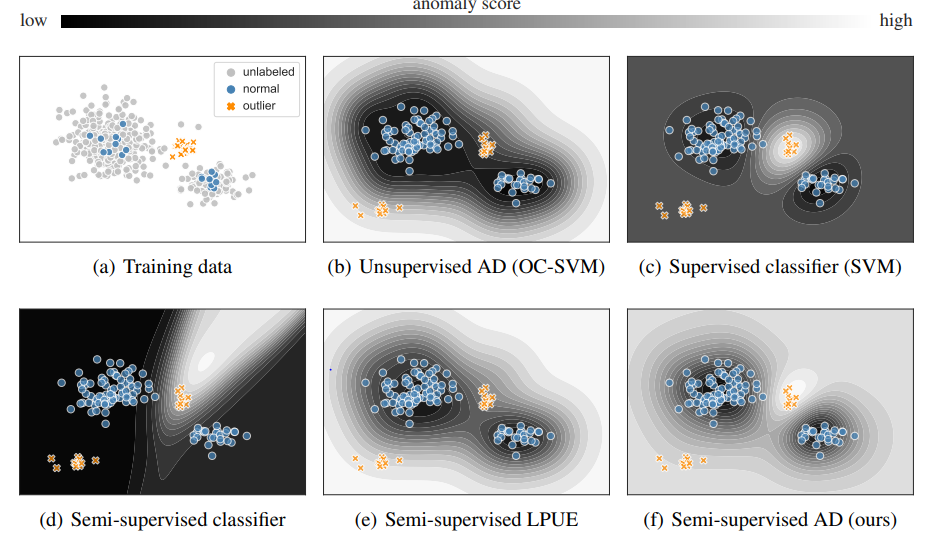 anomaly score
low high
unlabeled
normal
outlier
(a) Training data
(b) Unsupervised AD (OC-SVM)
(c) Supervised classifier (SVM)
(d) Semi-supervised classifier
(e) Semi-supervised LPUE
(f) Semi-supervised AD (ours)